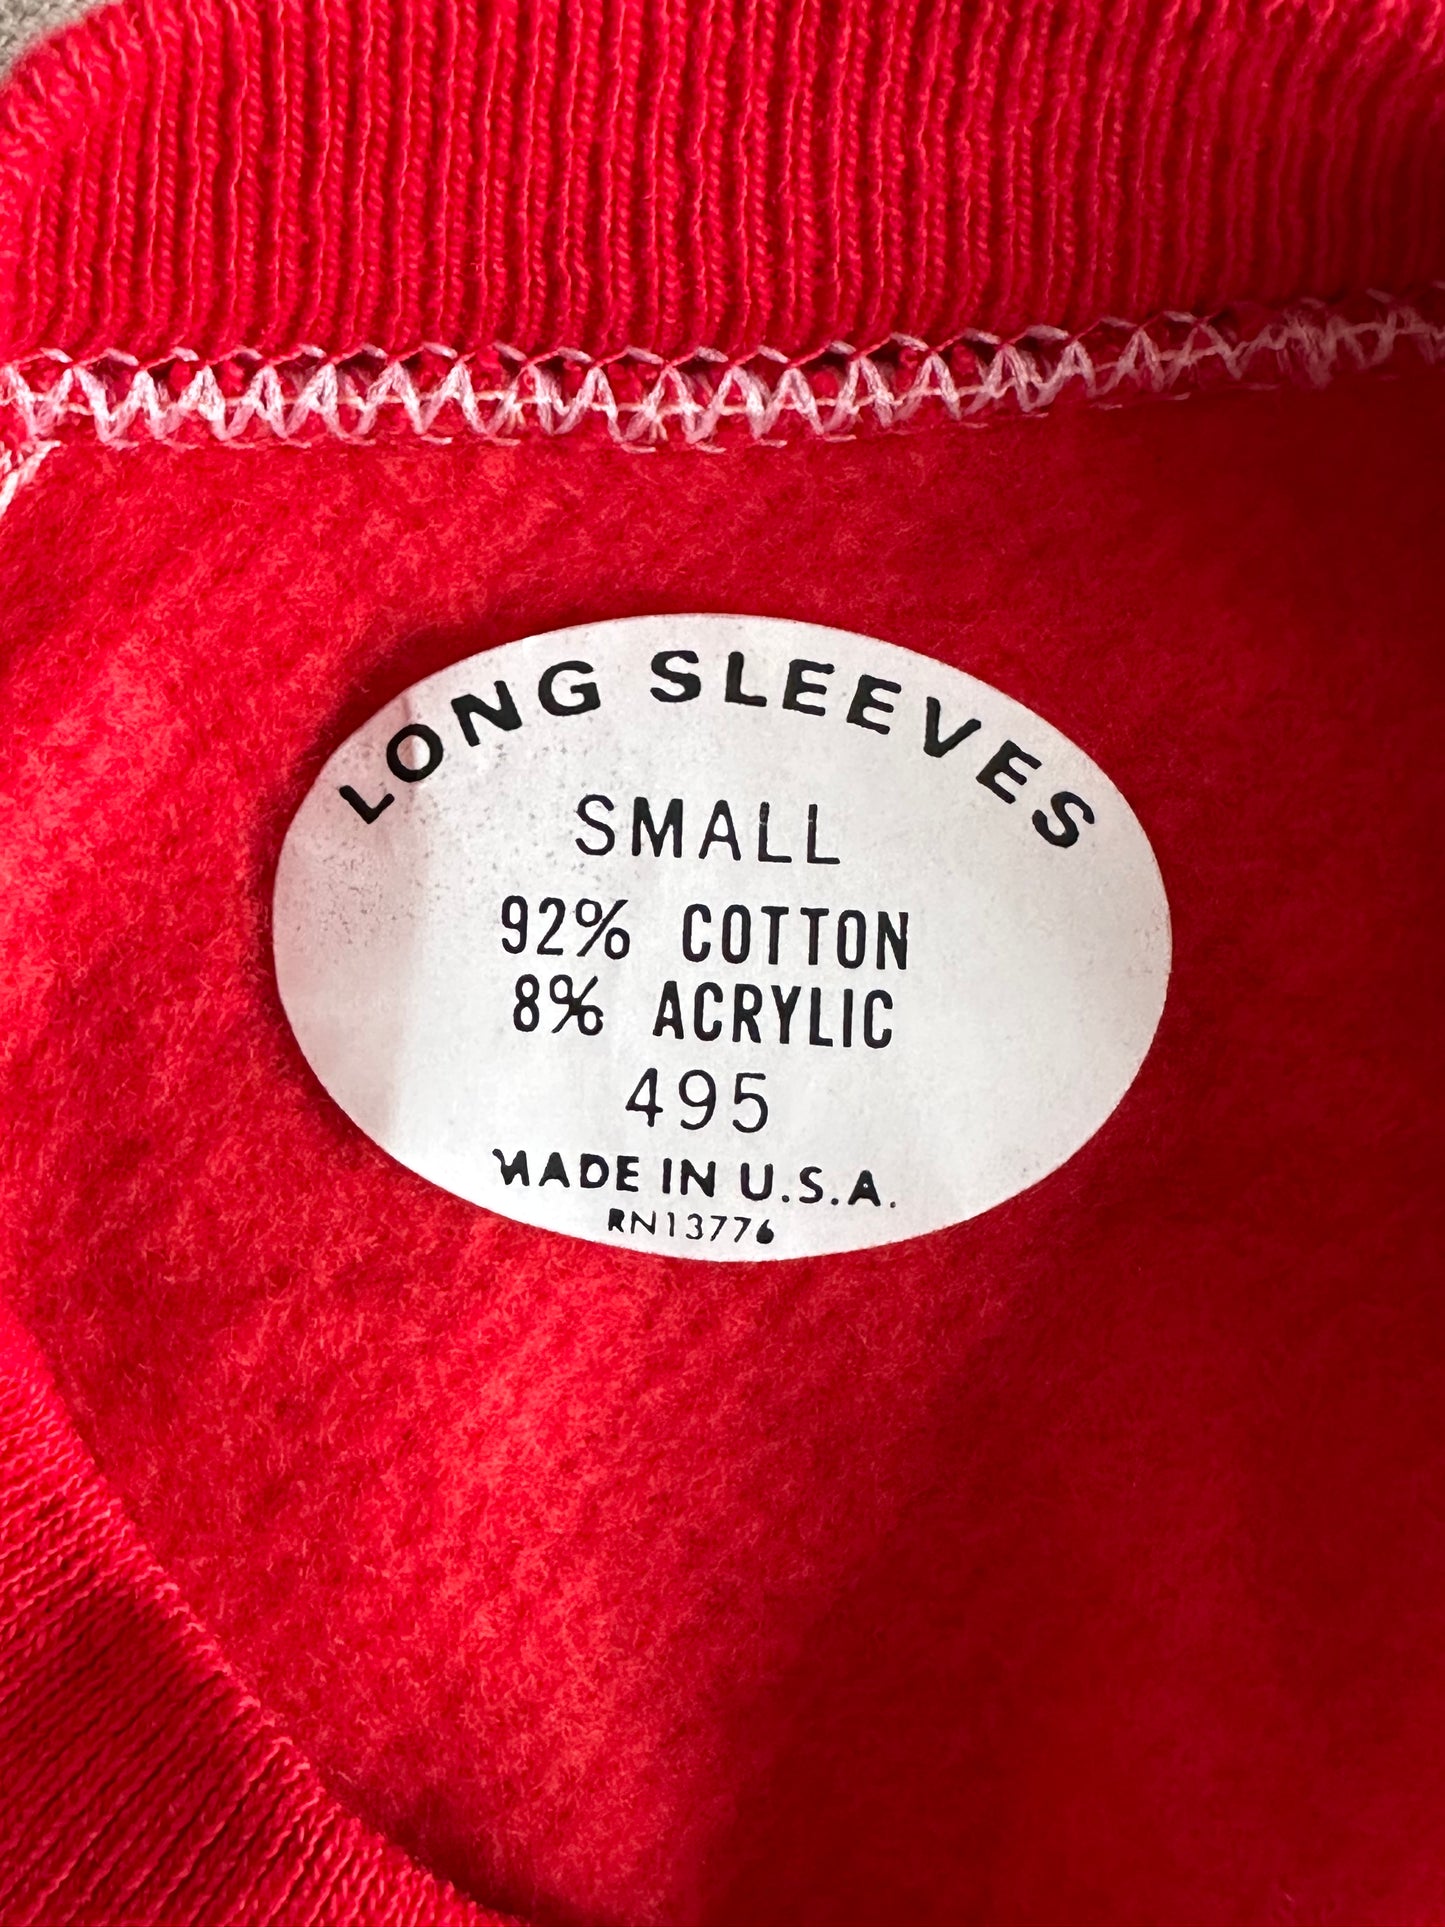 LONG SLEEVES
SMALL
92% COTTON
8% ACRYLIC
495
MADE IN U.S.A.
RN13776